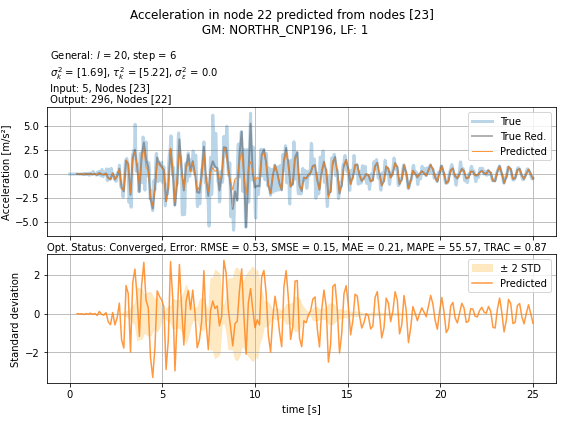 Acceleration in node 22 predicted from nodes [23]
GM: NORTHR_CNP196, LF: 1
General: l = 20, step = 6
σ²ₖ = [1.69], τ²ₖ = [5.22], σ²ε = 0.0
Input: 5, Nodes [23]
Output: 296, Nodes [22]
Acceleration [m/s²]
5.0
2.5
0.0
−2.5
−5.0
True
True Red.
Predicted
Opt. Status: Converged, Error: RMSE = 0.53, SMSE = 0.15, MAE = 0.21, MAPE = 55.57, TRAC = 0.87
Standard deviation
2
0
−2
± 2 STD
Predicted
0
5
10
15
20
25
time [s]